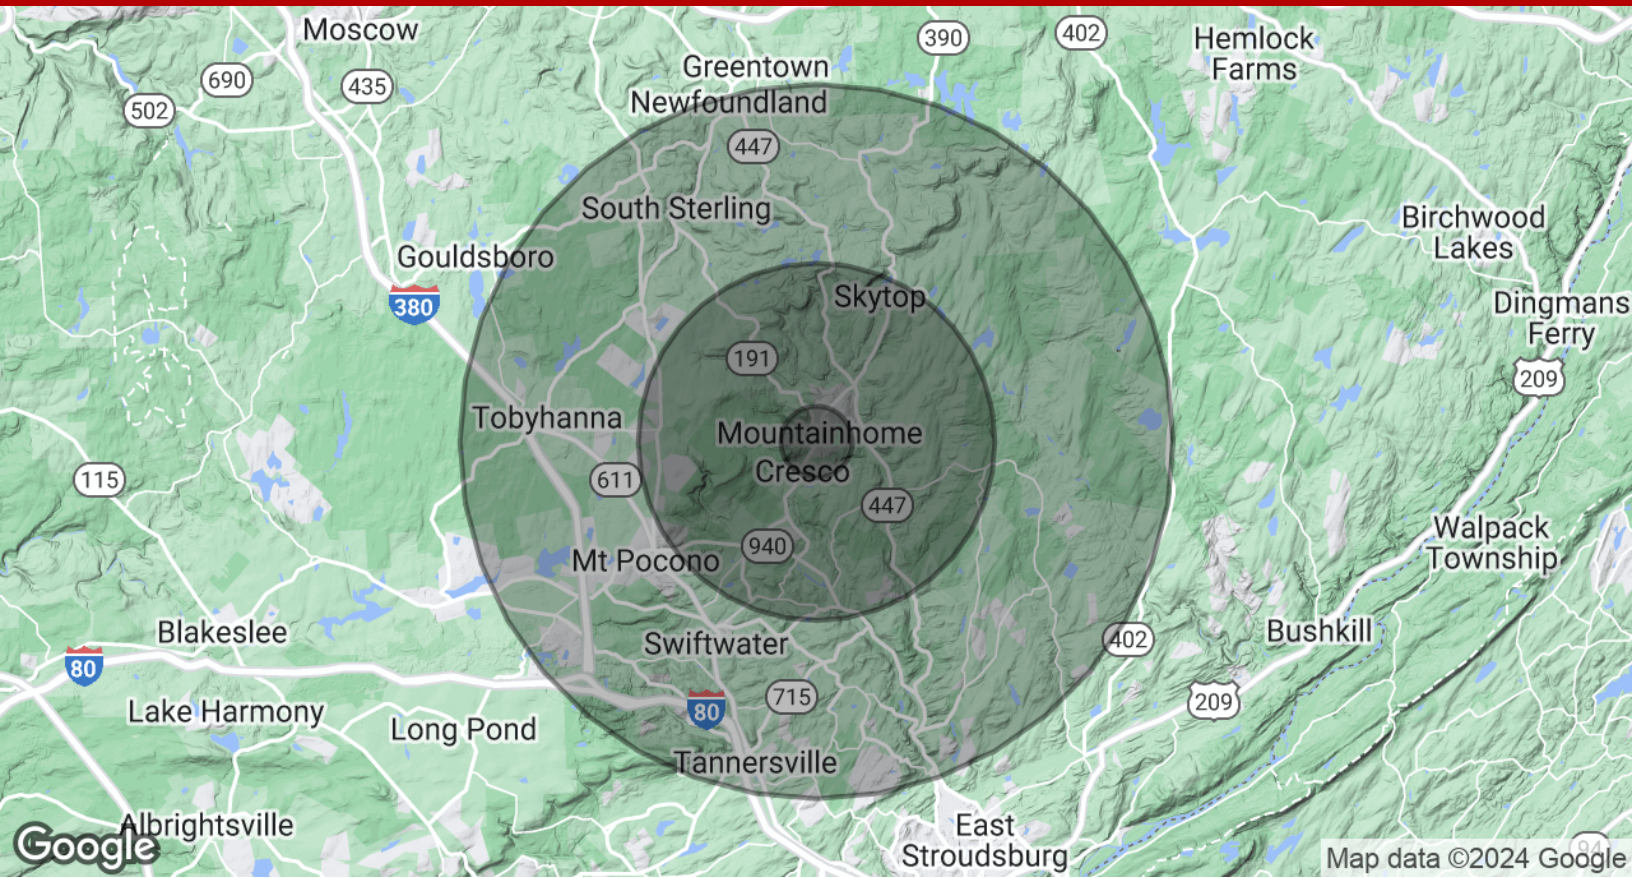 Moscow
390
402
Hemlock
Farms
Greentown
690
435
Newfoundland
502
447
South Sterling
Birchwood
Lakes
Gouldsboro
380
Skytop
Dingmans
Ferry
191
209
Tobyhanna
Mountainhome
Cresco
115
611
447
Walpack
Township
940
Mt Pocono
Blakeslee
Swiftwater
402
Bushkill
80
715
209
Lake Harmony
80
Long Pond
Tannersville
Albrightsville
East
Stroudsburg
Google
94
Map data ©2024 Google